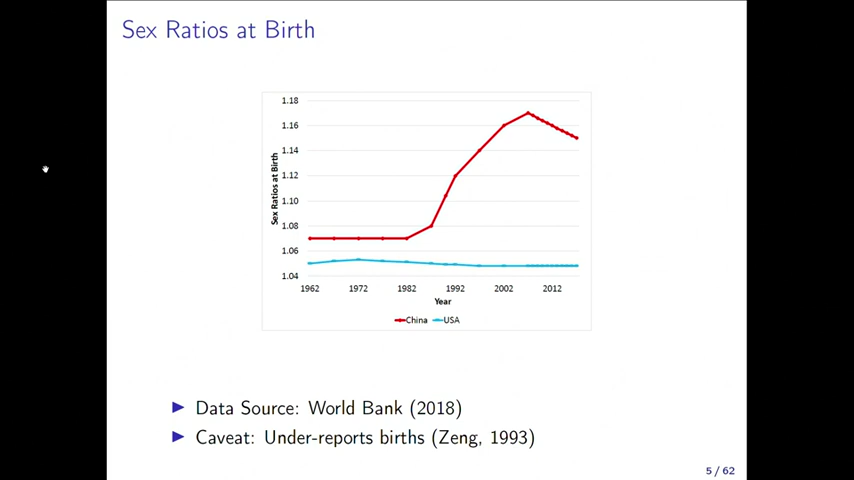 Sex Ratios at Birth
1.18
1.16
1.14
1.12
1.10
1.08
1.06
1.04
Sex Ratios at Birth
1962 1972 1982 1992 2002 2012
Year
China USA
Data Source: World Bank (2018)
Caveat: Under-reports births (Zeng, 1993)
5 / 62